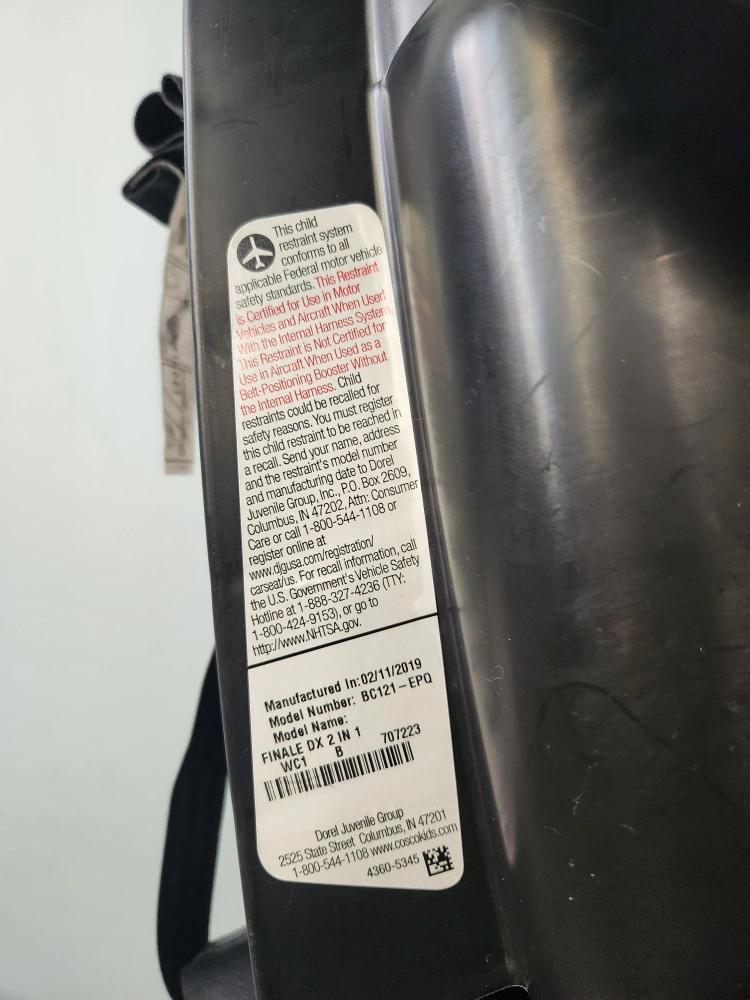 This child
restraint system
conforms to all
applicable Federal motor vehicle
safety standards. This Restraint
Is Certified for Use in Motor
Vehicles and Aircraft When Used
With the Internal Harness System.
This Restraint is Not Certified for
Use in Aircraft When Used as a
Belt-Positioning Booster Without
the Internal Harness. Child
restraints could be recalled for
safety reasons. You must register
this child restraint to be reached in
a recall. Send your name, address
and the restraint's model number
and manufacturing date to Dorel
Juvenile Group, Inc., P.O. Box 2609,
Columbus, IN 47202, Attn: Consumer
Care or call 1-800-544-1108 or
register online at
www.djgusa.com/registration/
carseat/us. For recall information, call
the U.S. Government's Vehicle Safety
Hotline at 1-888-327-4236 (TTY:
1-800-424-9153), or go to
http://www.NHTSA.gov.
Manufactured In:02/11/2019
Model Number: BC121-EPQ
Model Name:
FINALE DX 2 IN 1
WC1 B 707223
Dorel Juvenile Group
2525 State Street Columbus, IN 47201
1-800-544-1108 www.coscokids.com
4360-5345